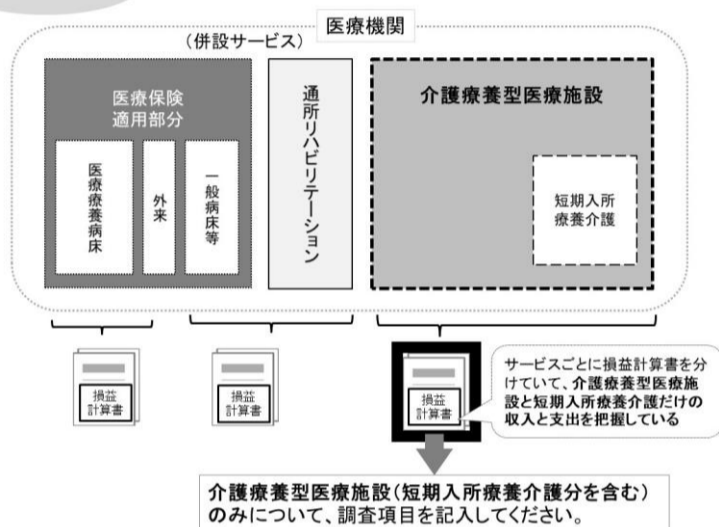 医療機関
(併設サービス)
医療保険
適用部分
医療療養病床
外来
一般病床等
通所リハビリテーション
介護療養型医療施設
短期入所
療養介護
損益
計算書
損益
計算書
損益
計算書
サービスごとに損益計算書を分
けていて、介護療養型医療施
設と短期入所療養介護だけの
収入と支出を把握している
介護療養型医療施設(短期入所療養介護分を含む)
のみについて、調査項目を記入してください。